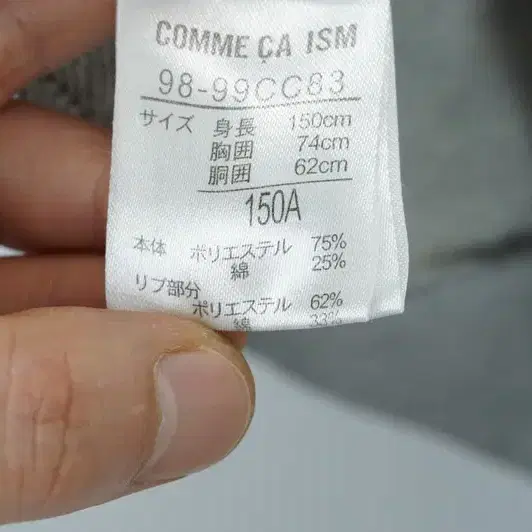 COMME ÇA ISM
98-99CC83
サイズ 身長 150cm
胸囲 74cm
胴囲 62cm
150A
本体 ポリエステル 75%
綿 25%
リブ部分
ポリエステル 62%
綿 33%